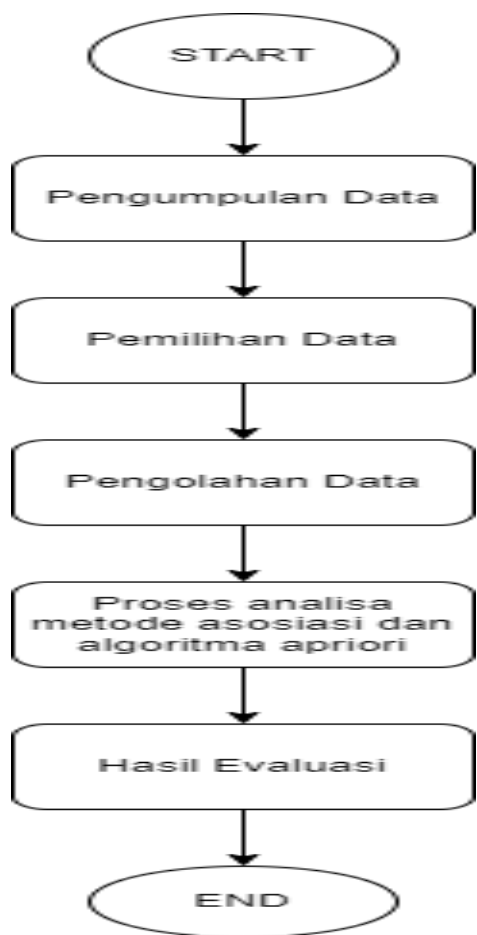 START
Pengumpulan Data
Pemilihan Data
Pengolahan Data
Proses analisa
metode asosiasi dan
algoritma apriori
Hasil Evaluasi
END